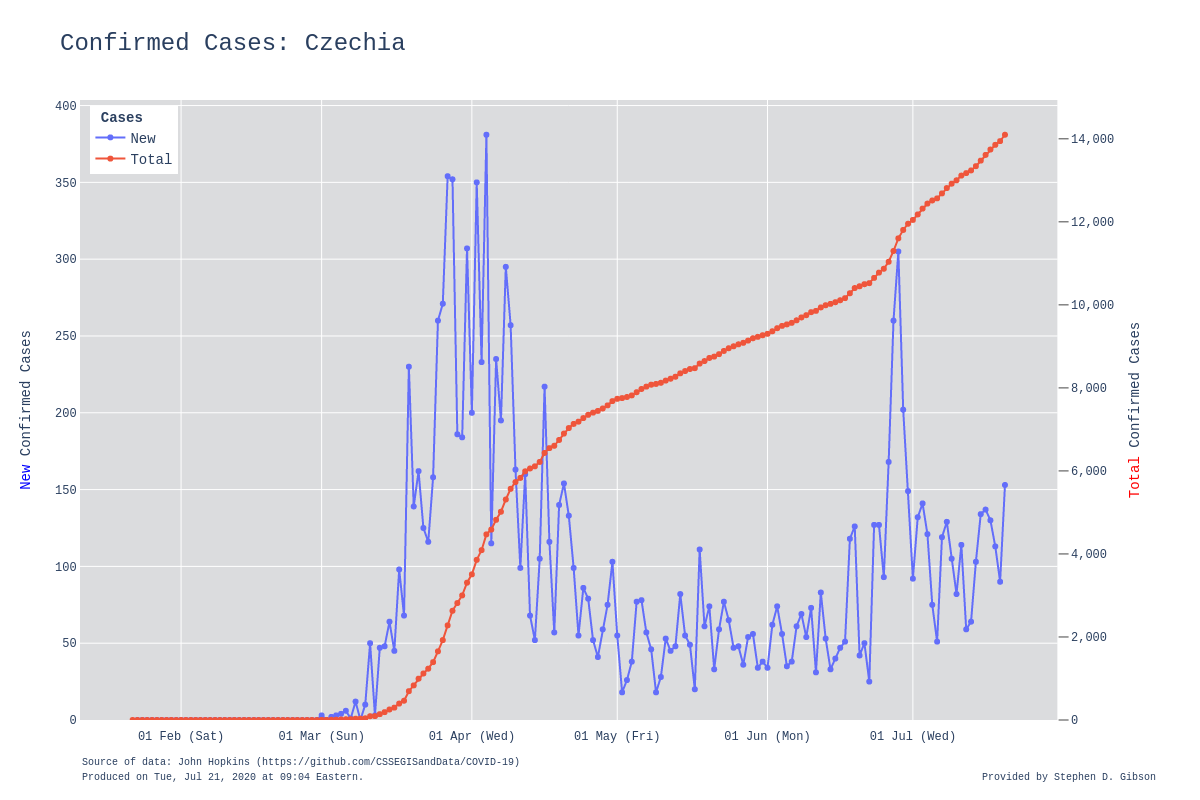 Confirmed Cases: Czechia
Cases
New
Total
400
350
300
250
200
150
100
50
0
New Confirmed Cases
14,000
12,000
10,000
8,000
6,000
4,000
2,000
0
Total Confirmed Cases
01 Feb (Sat)
01 Mar (Sun)
01 Apr (Wed)
01 May (Fri)
01 Jun (Mon)
01 Jul (Wed)
Source of data: John Hopkins (https://github.com/CSSEGISandData/COVID-19)
Produced on Tue, Jul 21, 2020 at 09:04 Eastern.
Provided by Stephen D. Gibson